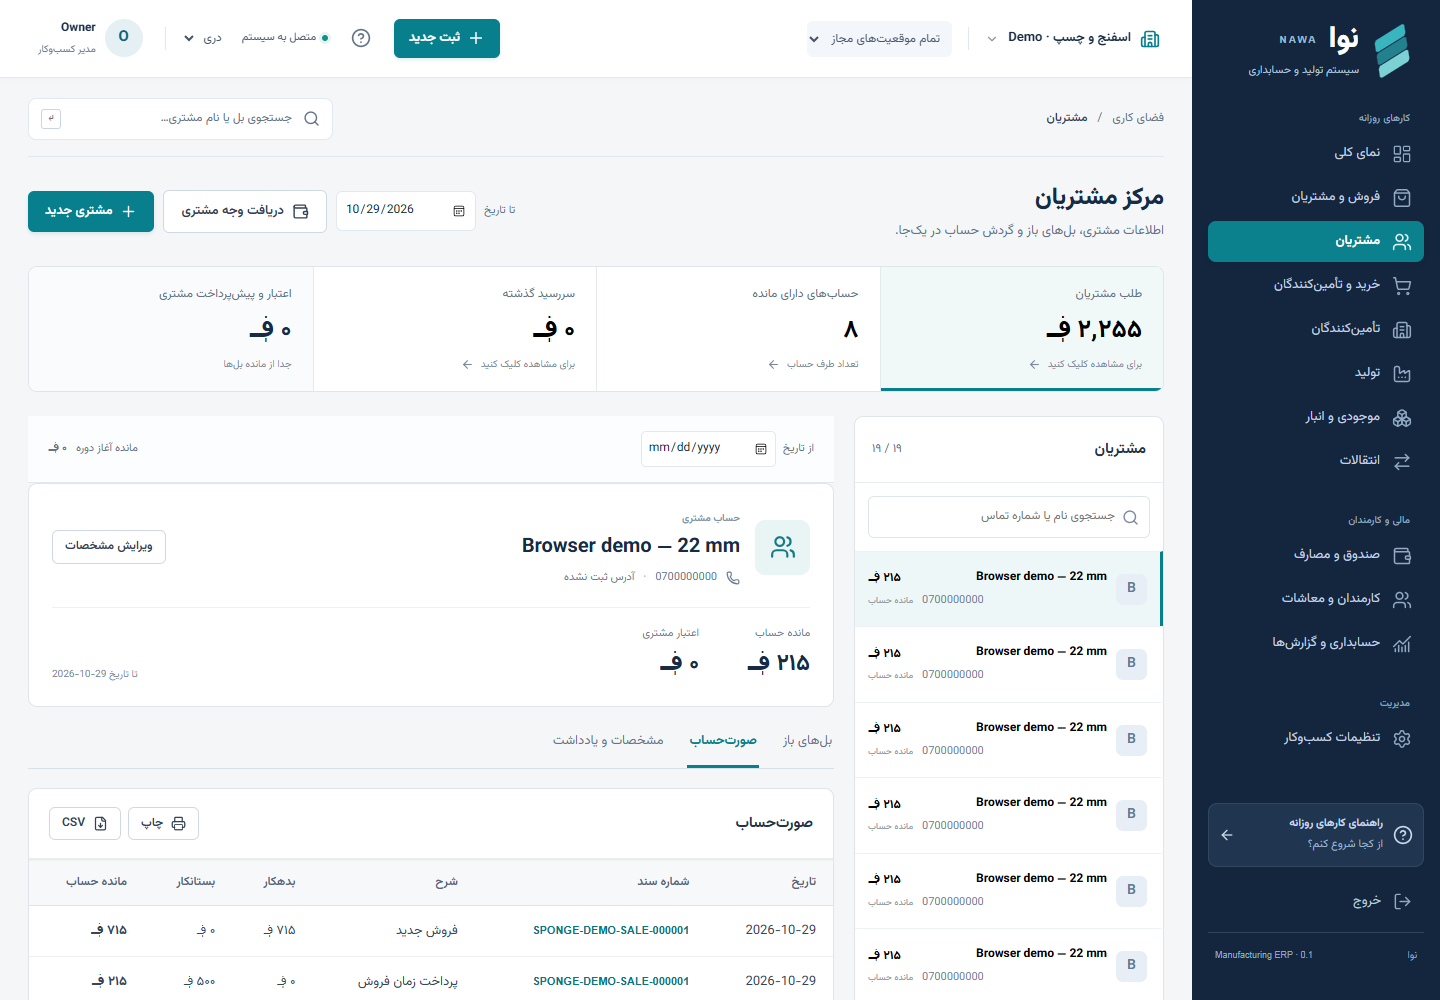 نوا NAWA
سیستم تولید و حسابداری
کارهای روزانه
نمای کلی
فروش و مشتریان
مشتریان
خرید و تأمین‌کنندگان
تأمین‌کنندگان
تولید
موجودی و انبار
انتقالات
مالی و کارمندان
صندوق و مصارف
کارمندان و معاشات
حسابداری و گزارش‌ها
مدیریت
تنظیمات کسب‌وکار
راهنمای کارهای روزانه
از کجا شروع کنم؟
خروج
نوا Manufacturing ERP · 0.1
اسفنج و چسپ · Demo
تمام موقعیت‌های مجاز
ثبت جدید
متصل به سیستم
دری
O
Owner
مدیر کسب‌وکار
فضای کاری / مشتریان
جستجوی بل یا نام مشتری...
مرکز مشتریان
اطلاعات مشتری، بل‌های باز و گردش حساب در یک‌جا.
تا تاریخ 10/29/2026
دریافت وجه مشتری
مشتری جدید
طلب مشتریان
۲,۲۵۵ ؋
برای مشاهده کلیک کنید
حساب‌های دارای مانده
۸
تعداد طرف حساب
سررسید گذشته
۰ ؋
برای مشاهده کلیک کنید
اعتبار و پیش‌پرداخت مشتری
۰ ؋
جدا از مانده بل‌ها
مشتریان ۱۹ / ۱۹
جستجوی نام یا شماره تماس
B Browser demo — 22 mm ۲۱۵ ؋
0700000000 مانده حساب
B Browser demo — 22 mm ۲۱۵ ؋
0700000000 مانده حساب
B Browser demo — 22 mm ۲۱۵ ؋
0700000000 مانده حساب
B Browser demo — 22 mm ۲۱۵ ؋
0700000000 مانده حساب
B Browser demo — 22 mm ۲۱۵ ؋
0700000000 مانده حساب
B Browser demo — 22 mm ۲۱۵ ؋
0700000000 مانده حساب
از تاریخ mm/dd/yyyy
مانده آغاز دوره ۰ ؋
حساب مشتری
Browser demo — 22 mm
0700000000 · آدرس ثبت نشده
ویرایش مشخصات
مانده حساب
۲۱۵ ؋
اعتبار مشتری
۰ ؋
تا تاریخ 2026-10-29
بل‌های باز صورت‌حساب مشخصات و یادداشت
صورت‌حساب
چاپ
CSV
تاریخ شماره سند شرح بدهکار بستانکار مانده حساب
2026-10-29 SPONGE-DEMO-SALE-000001 فروش جدید ۷۱۵ ؋ ۰ ؋ ۷۱۵ ؋
2026-10-29 SPONGE-DEMO-SALE-000001 پرداخت زمان فروش ۰ ؋ ۵۰۰ ؋ ۲۱۵ ؋